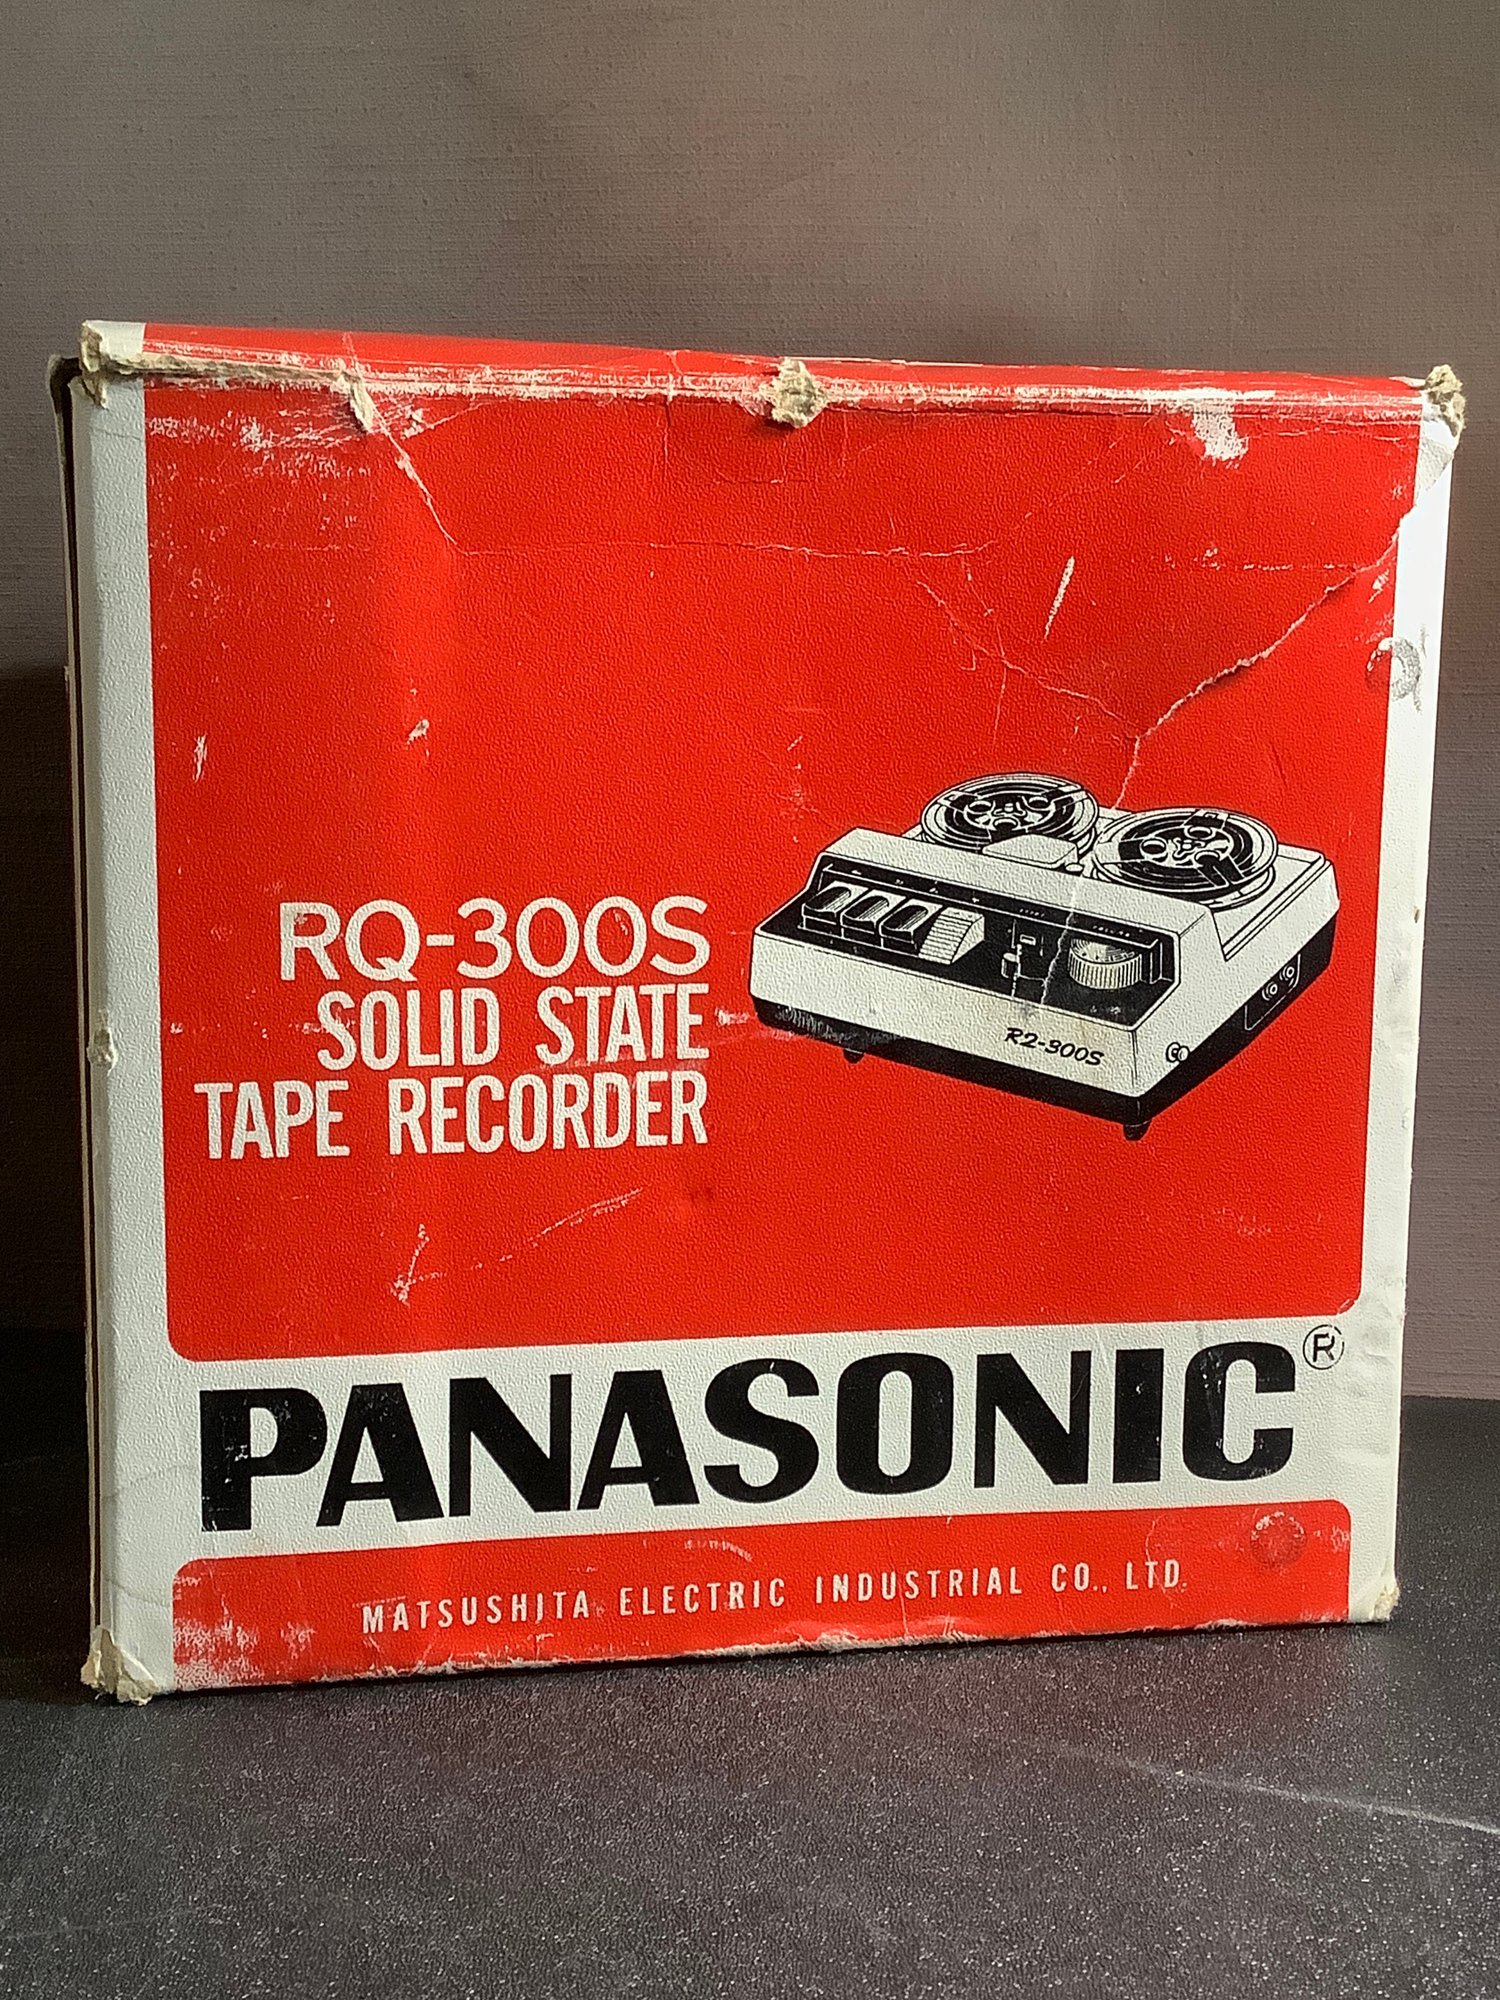 RQ-300S
SOLID STATE
TAPE RECORDER
R2-300S
PANASONIC®
MATSUSHITA ELECTRIC INDUSTRIAL CO., LTD.